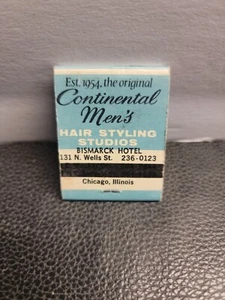 Est. 1954, the original
Continental
Men's
HAIR STYLING
STUDIOS
BISMARCK HOTEL
131 N. Wells St. 236-0123
Chicago, Illinois